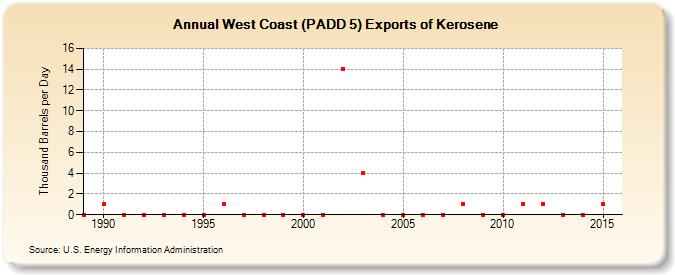 Annual West Coast (PADD 5) Exports of Kerosene
Thousand Barrels per Day
16
14
12
10
8
6
4
2
0
1990 1995 2000 2005 2010 2015
Source: U.S. Energy Information Administration